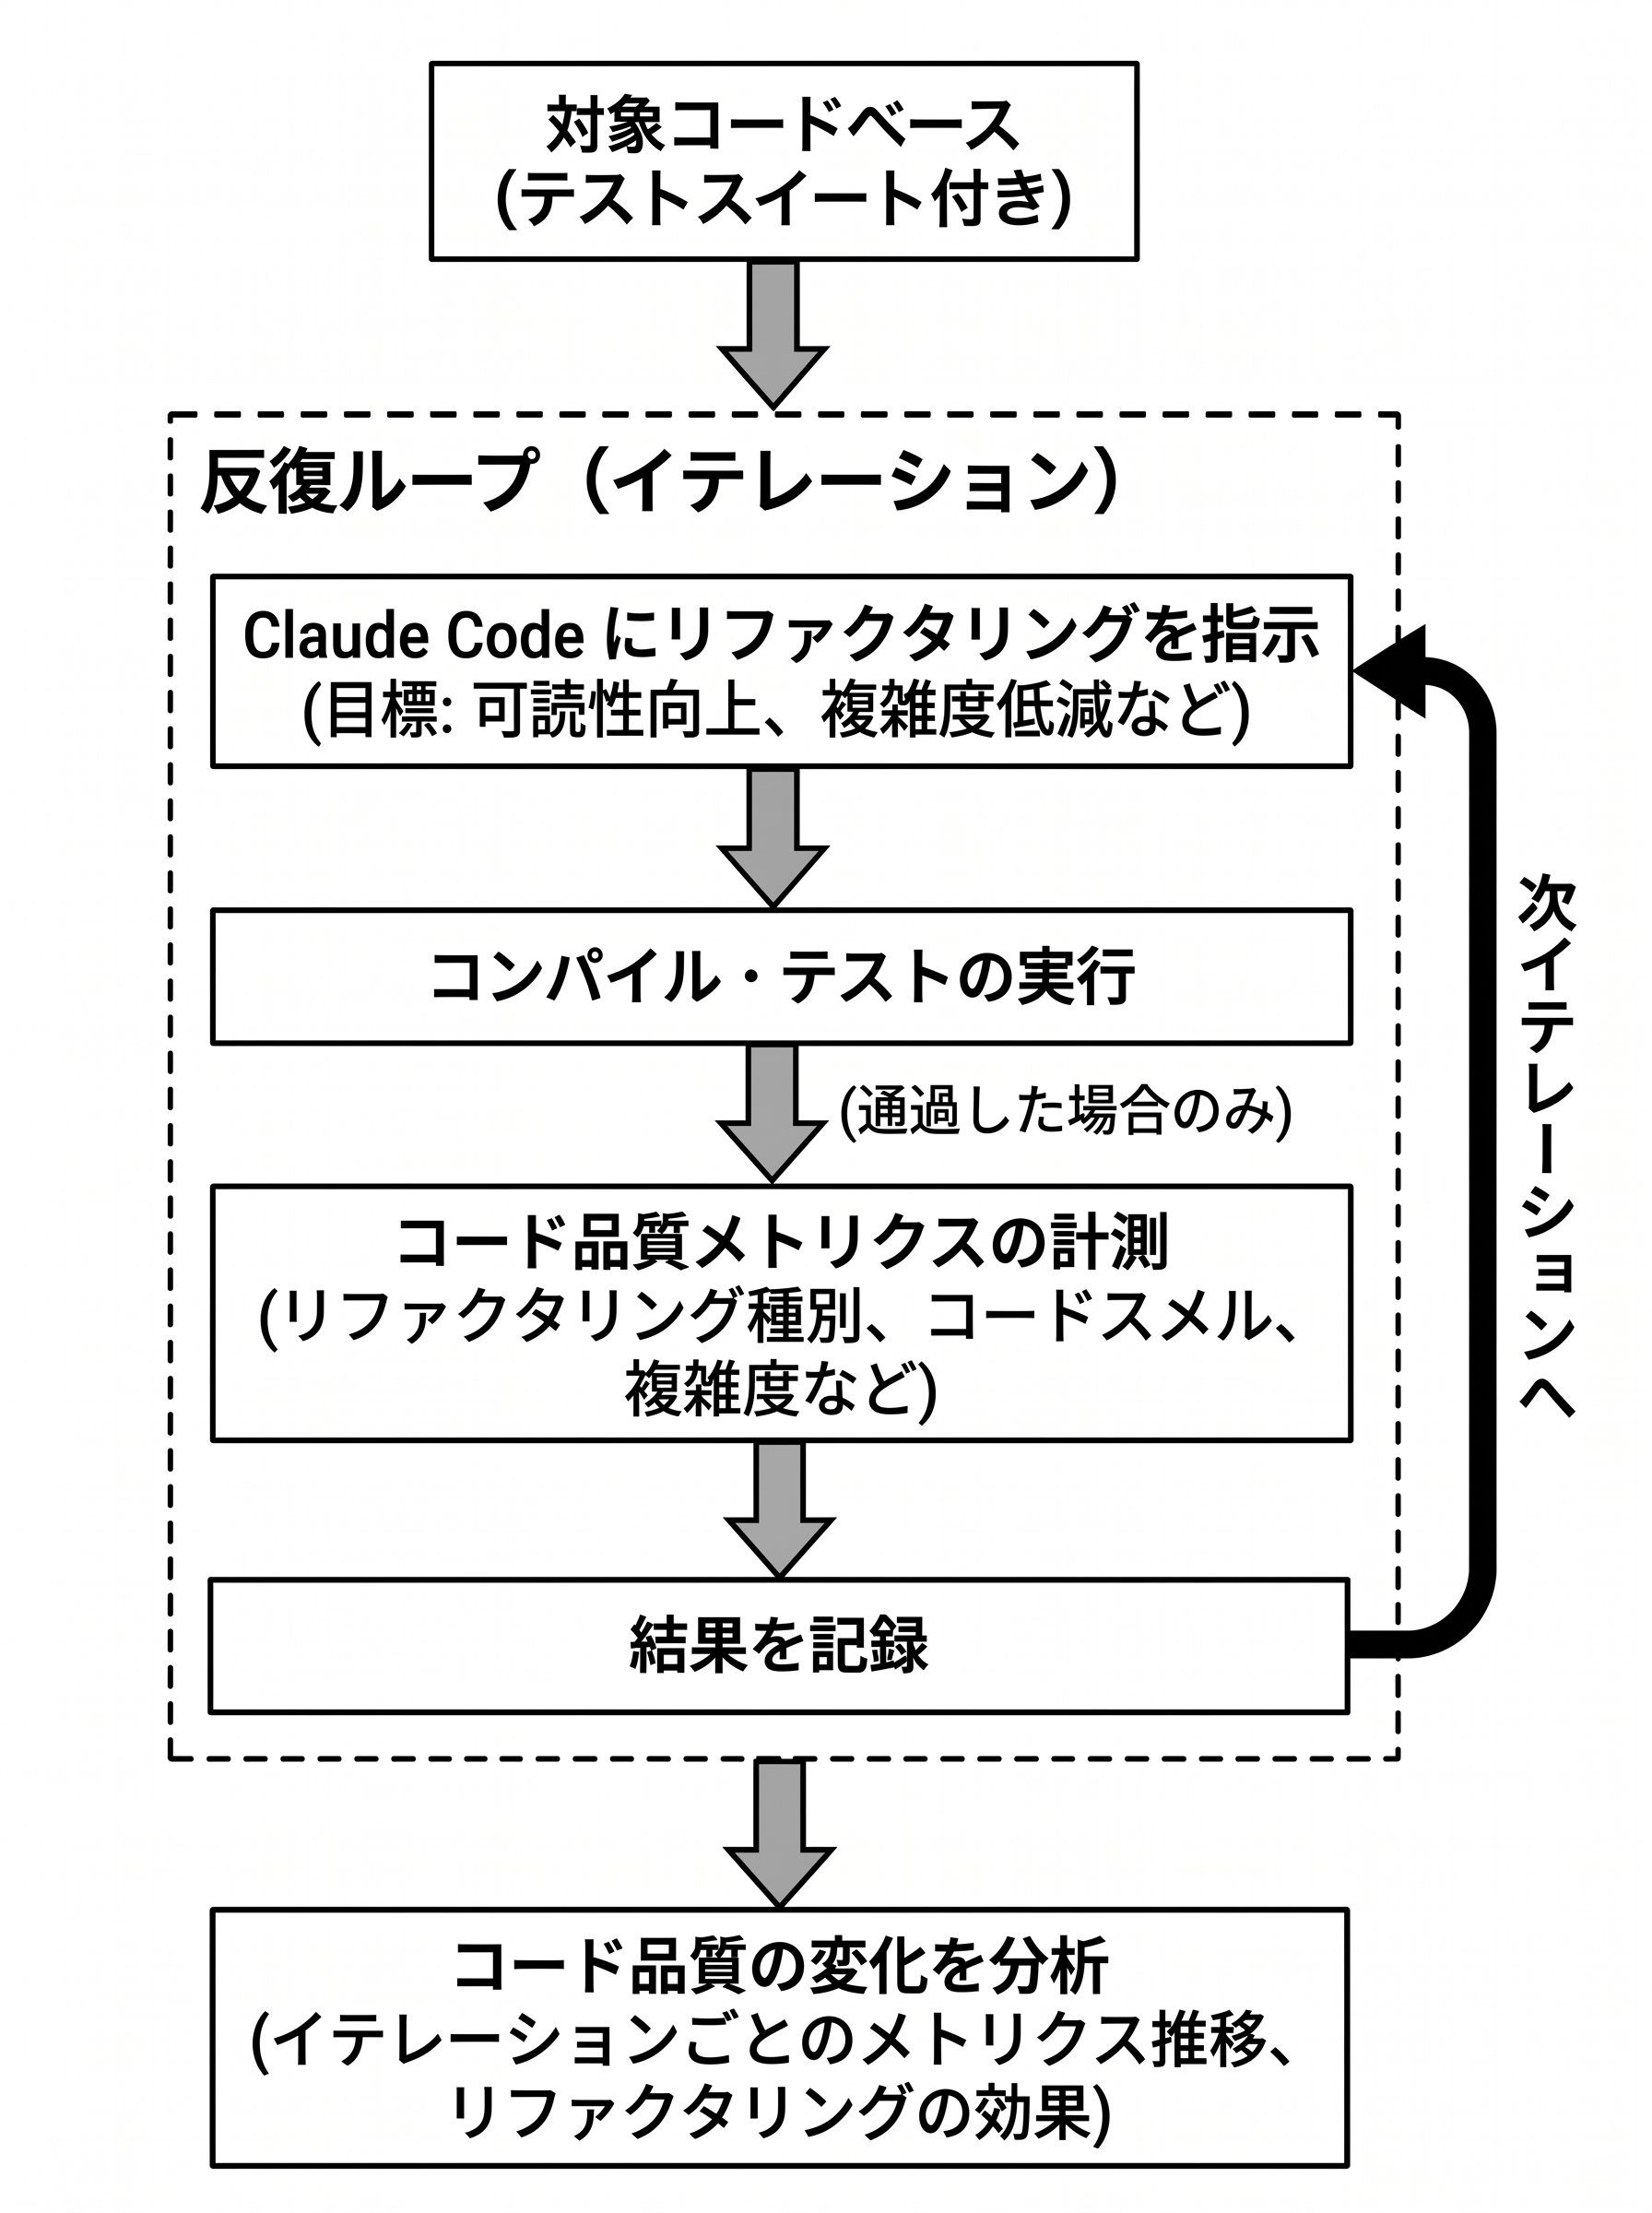 対象コードベース
(テストスイート付き)
反復ループ（イテレーション）
Claude Code にリファクタリングを指示
(目標: 可読性向上、複雑度低減など)
コンパイル・テストの実行
(通過した場合のみ)
コード品質メトリクスの計測
(リファクタリング種別、コードスメル、
複雑度など)
結果を記録
次イテレーションへ
コード品質の変化を分析
(イテレーションごとのメトリクス推移、
リファクタリングの効果)